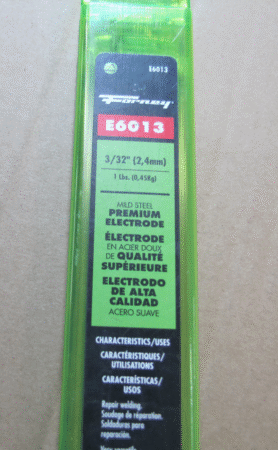 E6013
Forney
E6013
3/32" (2,4mm)
1 Lbs. (0,45Kg)
MILD STEEL
PREMIUM
ELECTRODE
ÉLECTRODE
EN ACIER DOUX
DE QUALITÉ
SUPÉRIEURE
ELECTRODO
DE ALTA
CALIDAD
ACERO SUAVE
CHARACTERISTICS/USES
CARACTÉRISTIQUES/
UTILISATIONS
CARACTERÍSTICAS/
USOS
Repair welding.
Soudage de réparation.
Soldaduras para
reparación.